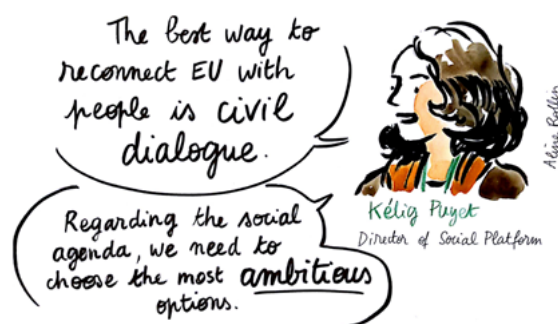 The best way to
reconnect EU with
people is civil
dialogue.
Regarding the social
agenda, we need to
choose the most ambitious
options.
Kélig Puyet
Director of Social Platform
Aline Rollin